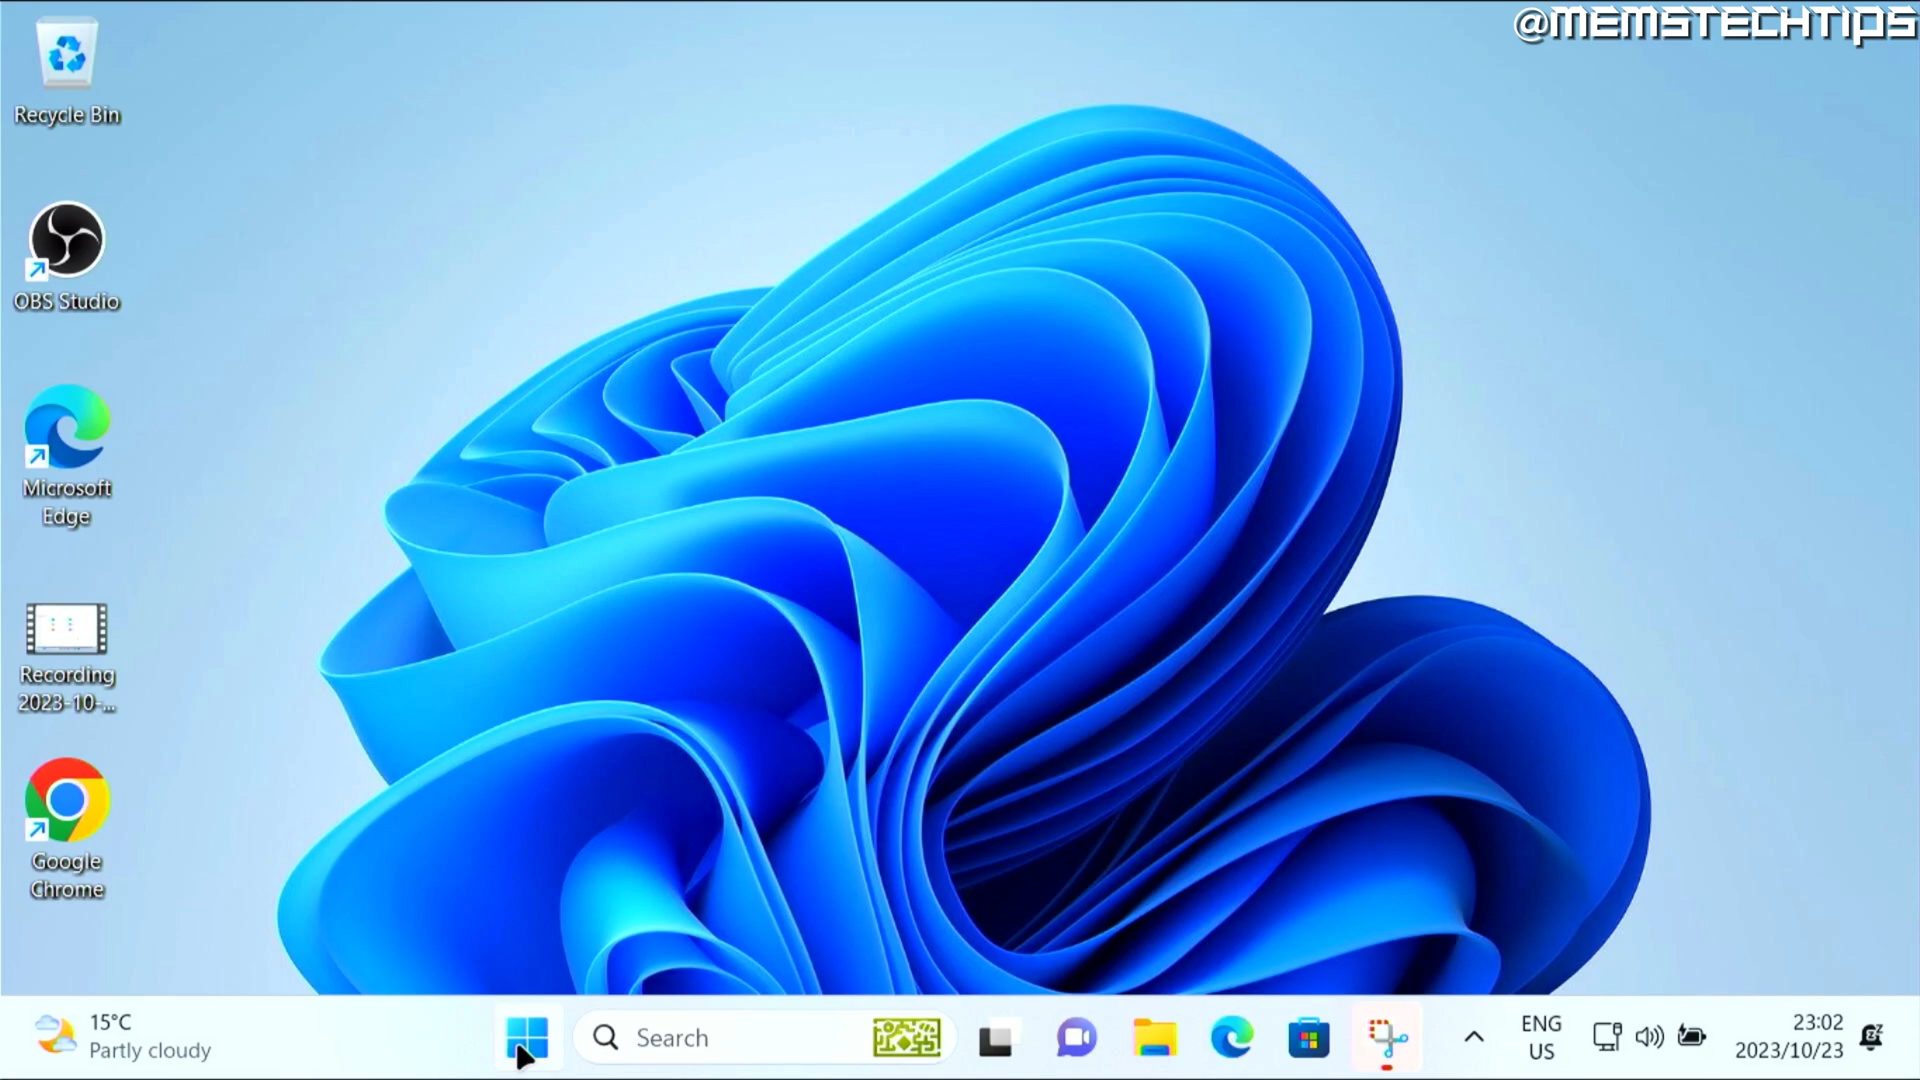 @MEMSTECHTIPS
Recycle Bin
OBS Studio
Microsoft
Edge
Recording
2023-10-...
Google
Chrome
15°C
Partly cloudy
Search
ENG
US
23:02
2023/10/23